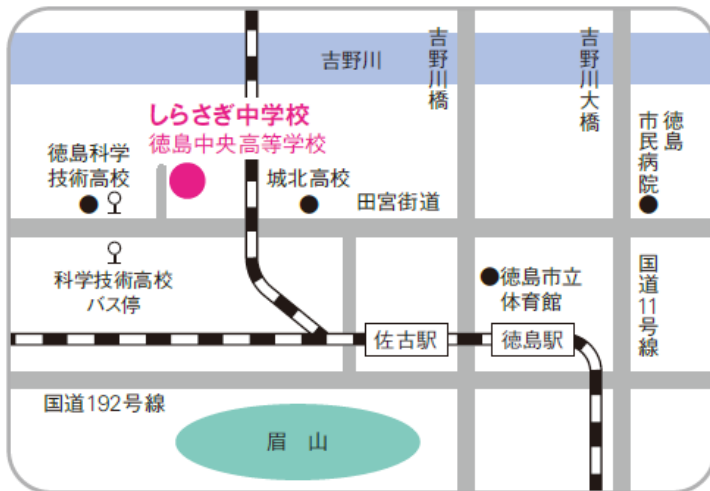 吉野川
吉野川橋
吉野川大橋
しらさぎ中学校
徳島中央高等学校
徳島科学
技術高校
城北高校
田宮街道
徳島
市民病院
科学技術高校
バス停
徳島市立
体育館
国道11号線
佐古駅
徳島駅
国道192号線
眉　山